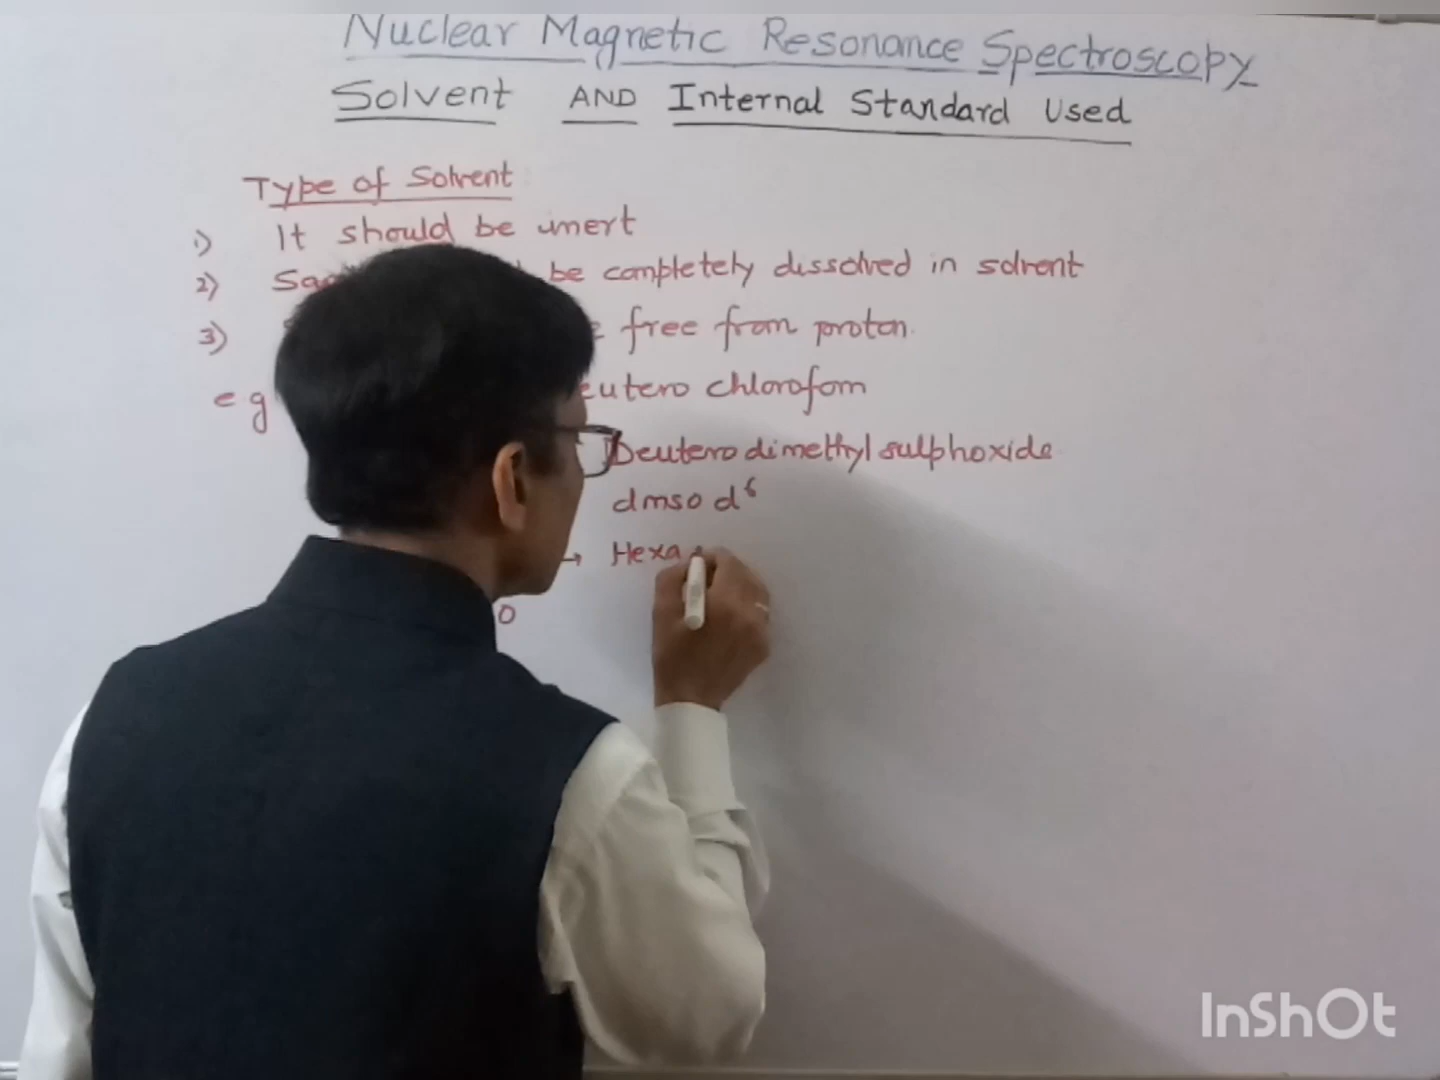 Nuclear Magnetic Resonance Spectroscopy
Solvent AND Internal Standard Used
Type of Solvent
1) It should be inert
2) be completely dissolved in solvent
3) free from proton.
eg eutero chlorofom
Deutero dimethyl sulphoxide
dmso d6
→ Hexa
O
InShOt